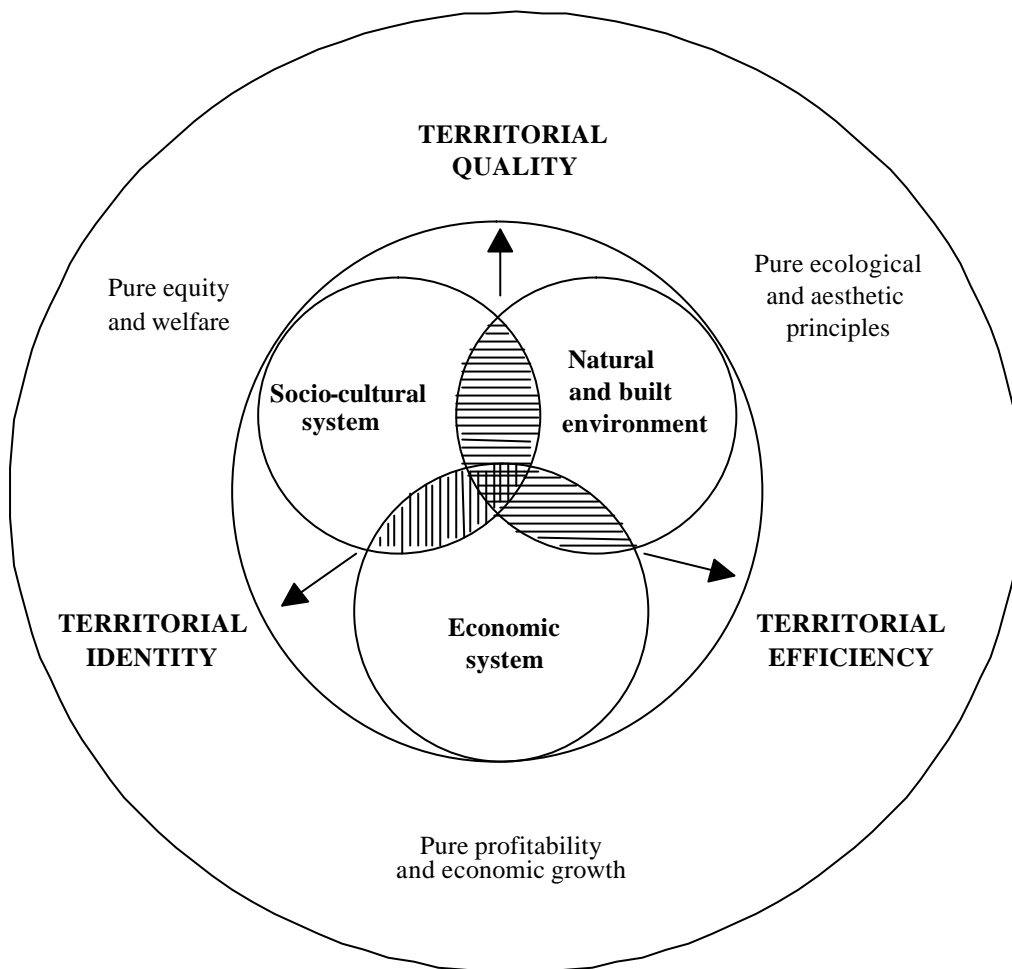 TERRITORIAL
QUALITY
Pure equity
and welfare
Pure ecological
and aesthetic
principles
Socio-cultural
system
Natural
and built
environment
TERRITORIAL
IDENTITY
Economic
system
TERRITORIAL
EFFICIENCY
Pure profitability
and economic growth